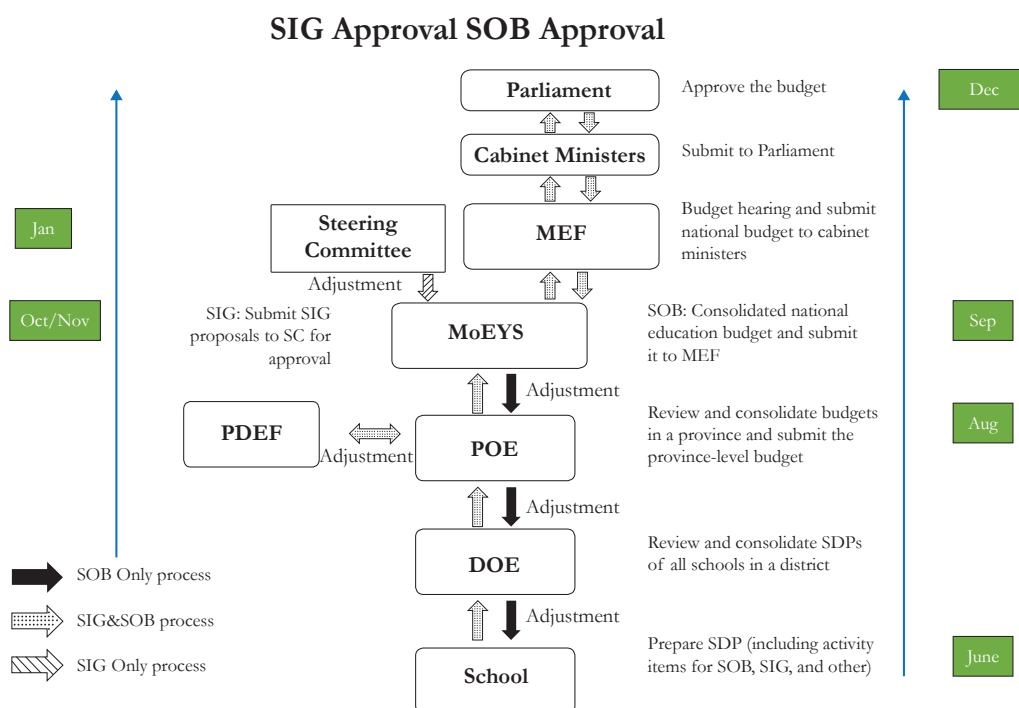 SIG Approval SOB Approval
Parliament
Approve the budget
Dec
Cabinet Ministers
Submit to Parliament
Jan
Steering
Committee
MEF
Budget hearing and submit
national budget to cabinet
ministers
Adjustment
Oct/Nov
SIG: Submit SIG
proposals to SC for
approval
MoEYS
SOB: Consolidated national
education budget and submit
it to MEF
Sep
Adjustment
PDEF
Adjustment
POE
Review and consolidate budgets
in a province and submit the
province-level budget
Aug
Adjustment
DOE
Review and consolidate SDPs
of all schools in a district
SOB Only process
SIG&SOB process
SIG Only process
Adjustment
School
Prepare SDP (including activity
items for SOB, SIG, and other)
June